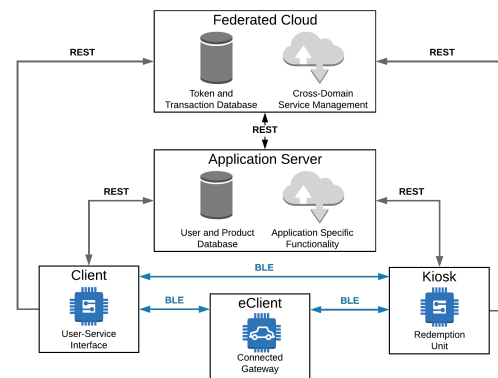 Federated Cloud
REST
REST
Token and
Transaction Database
Cross-Domain
Service Management
REST
Application Server
REST
REST
User and Product
Database
Application Specific
Functionality
Client
BLE
Kiosk
User-Service
Interface
BLE
eClient
BLE
Redemption
Unit
Connected
Gateway